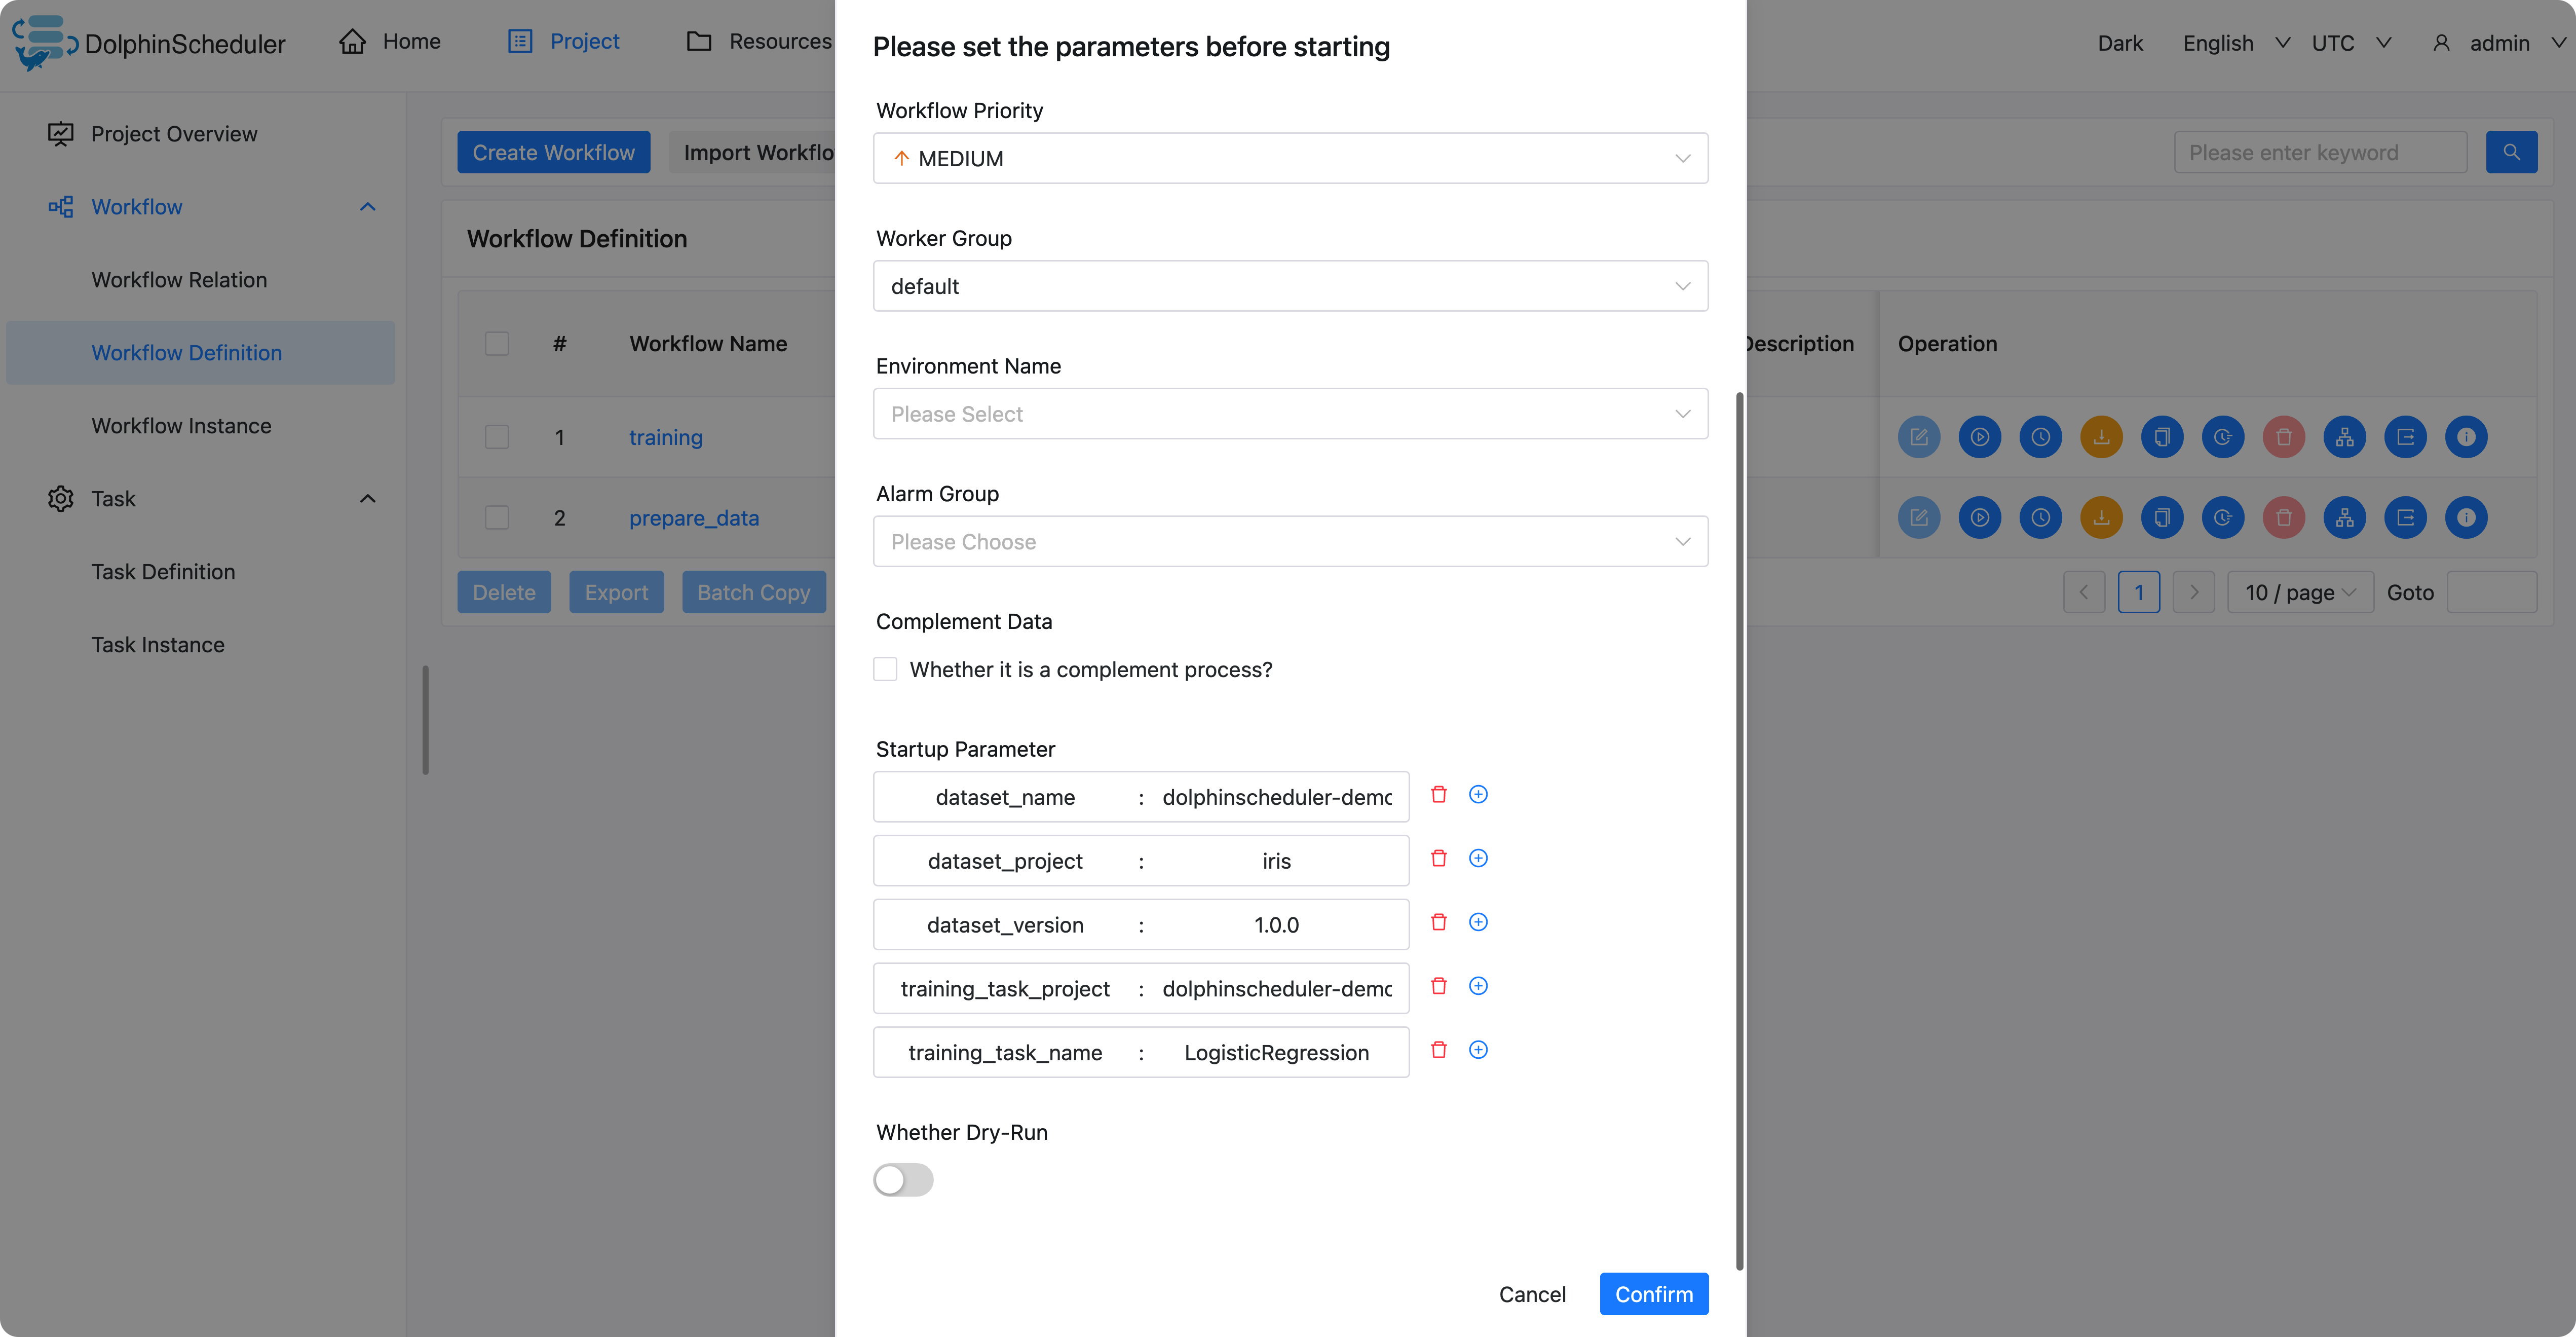 DolphinScheduler
Home
Project
Resources
Dark
English
UTC
admin
Project Overview
Workflow
Workflow Relation
Workflow Definition
Workflow Instance
Task
Task Definition
Task Instance
Create Workflow
Import Workflo
Please enter keyword
Workflow Definition
# Workflow Name
Description
Operation
1 training
2 prepare_data
Delete
Export
Batch Copy
1
10 / page
Goto
Please set the parameters before starting
Workflow Priority
MEDIUM
Worker Group
default
Environment Name
Please Select
Alarm Group
Please Choose
Complement Data
Whether it is a complement process?
Startup Parameter
dataset_name : dolphinscheduler-demo
dataset_project : iris
dataset_version : 1.0.0
training_task_project : dolphinscheduler-demo
training_task_name : LogisticRegression
Whether Dry-Run
Cancel
Confirm